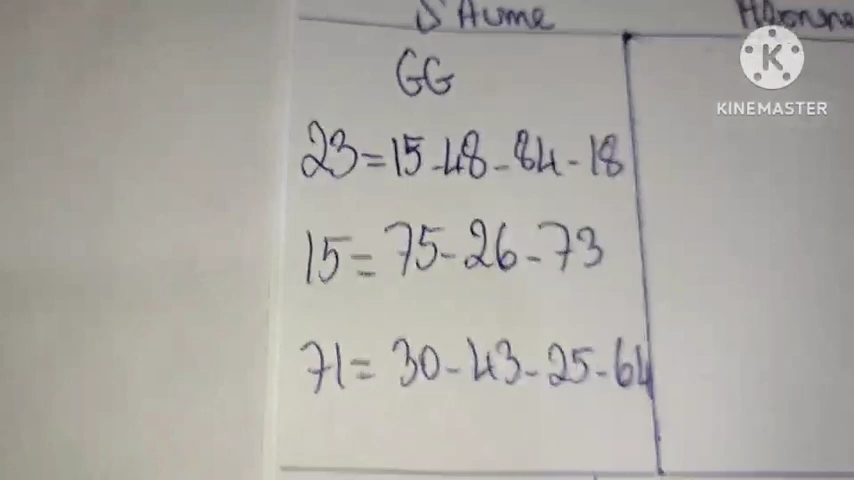 GG
KINEMASTER
23 = 15 - 48 - 84 - 18
15 = 75 - 26 - 73
71 = 30 - 43 - 25 - 64